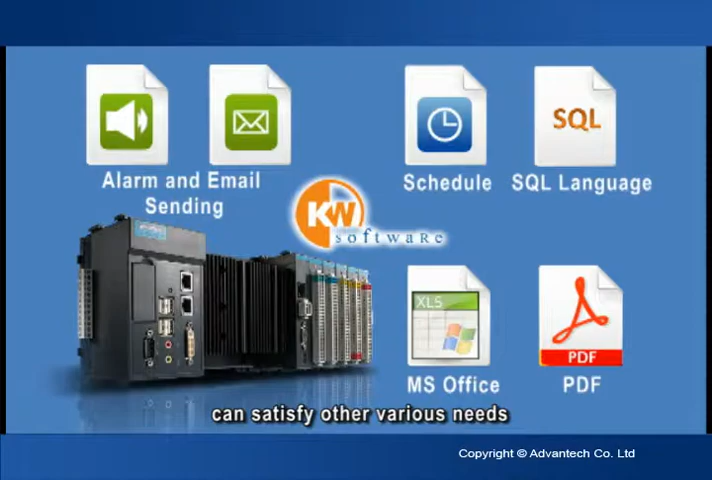 SQL
Alarm and Email
Sending
Schedule
SQL Language
KW
software
XLS
PDF
MS Office
PDF
can satisfy other various needs
Copyright © Advantech Co. Ltd